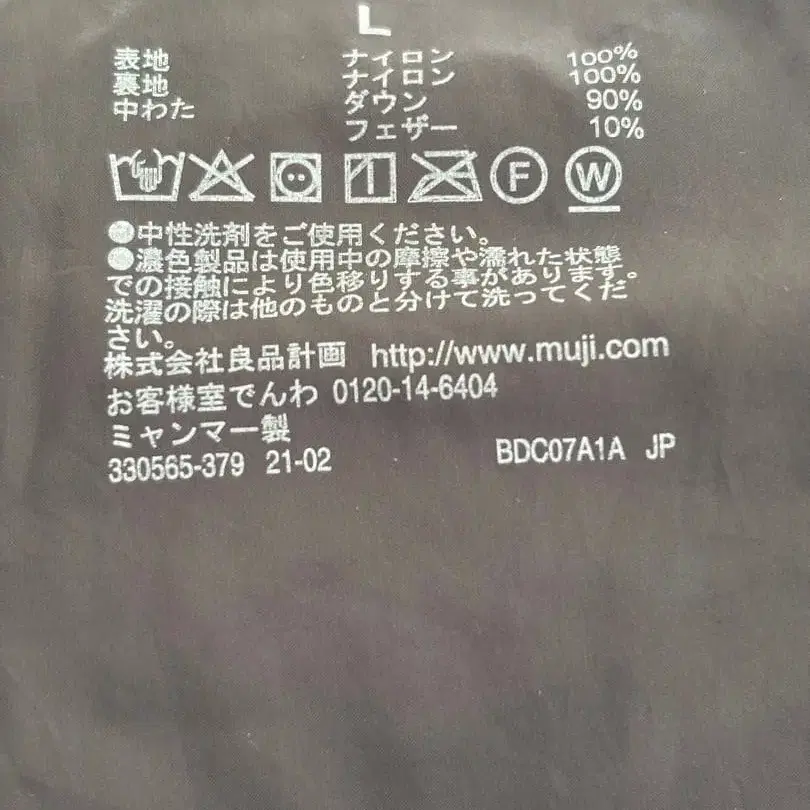 L
表地 ナイロン 100%
裏地 ナイロン 100%
中わた ダウン 90%
フェザー 10%
F W
●中性洗剤をご使用ください。
●濃色製品は使用中の摩擦や濡れた状態
での接触により色移りする事があります。
洗濯の際は他のものと分けて洗ってくだ
さい。
株式会社良品計画 http://www.muji.com
お客様室でんわ 0120-14-6404
ミャンマー製
330565-379 21-02 BDC07A1A JP